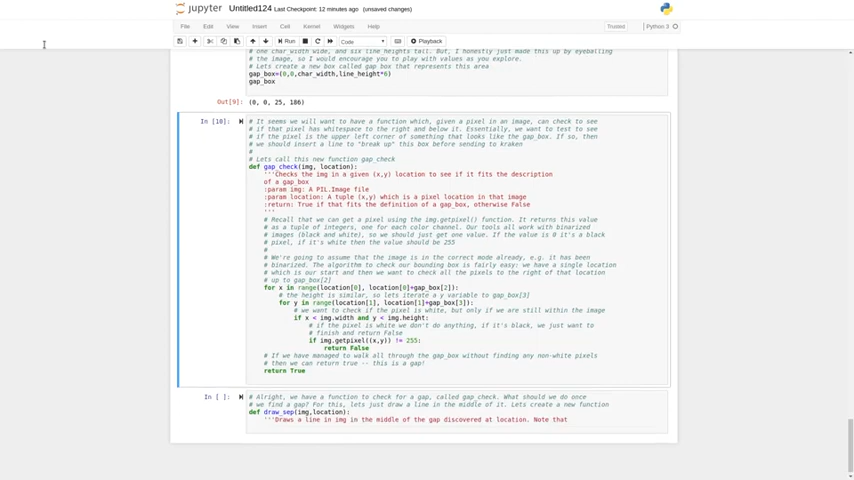 jupyter Untitled124 Last Checkpoint: 12 minutes ago (unsaved changes)
File Edit View Insert Cell Kernel Widgets Help Trusted Python 3
Run Code Playback
# one char_width wide, and six line_heights tall. But, I honestly just made this up by eyeballing
# the image, so I would encourage you to play with values as you explore.
# Lets create a new box called gap box that represents this area
gap_box=(0,0,char_width,line_height*6)
gap_box
Out[9]: (0, 0, 25, 186)
In [10]: # It seems we will want to have a function which, given a pixel in an image, can check to see
# if that pixel has whitespace to the right and below it. Essentially, we want to test to see
# if the pixel is the upper left corner of something that looks like the gap_box. If so, then
# we should insert a line to "break up" this box before sending to kraken
#
# Lets call this new function gap_check
def gap_check(img, location):
'''Checks the img in a given (x,y) location to see if it fits the description
of a gap_box
:param img: A PIL.Image file
:param location: A tuple (x,y) which is a pixel location in that image
:return: True if that fits the definition of a gap_box, otherwise False
'''
# Recall that we can get a pixel using the img.getpixel() function. It returns this value
# as a tuple of integers, one for each color channel. Our tools all work with binarized
# images (black and white), so we should just get one value. If the value is 0 it's a black
# pixel, if it's white then the value should be 255
#
# We're going to assume that the image is in the correct mode already, e.g. it has been
# binarized. The algorithm to check our bounding box is fairly easy: we have a single location
# which is our start and then we want to check all the pixels to the right of that location
# up to gap_box[2]
for x in range(location[0], location[0]+gap_box[2]):
# the height is similar, so lets iterate a y variable to gap_box[3]
for y in range(location[1], location[1]+gap_box[3]):
# we want to check if the pixel is white, but only if we are still within the image
if x < img.width and y < img.height:
# if the pixel is white we don't do anything, if it's black, we just want to
# finish and return False
if img.getpixel((x,y)) != 255:
return False
# If we have managed to walk all through the gap_box without finding any non-white pixels
# then we can return true -- this is a gap!
return True
In [ ]: # Alright, we have a function to check for a gap, called gap_check. What should we do once
# we find a gap? For this, lets just draw a line in the middle of it. Lets create a new function
def draw_sep(img,location):
'''Draws a line in img in the middle of the gap discovered at location. Note that